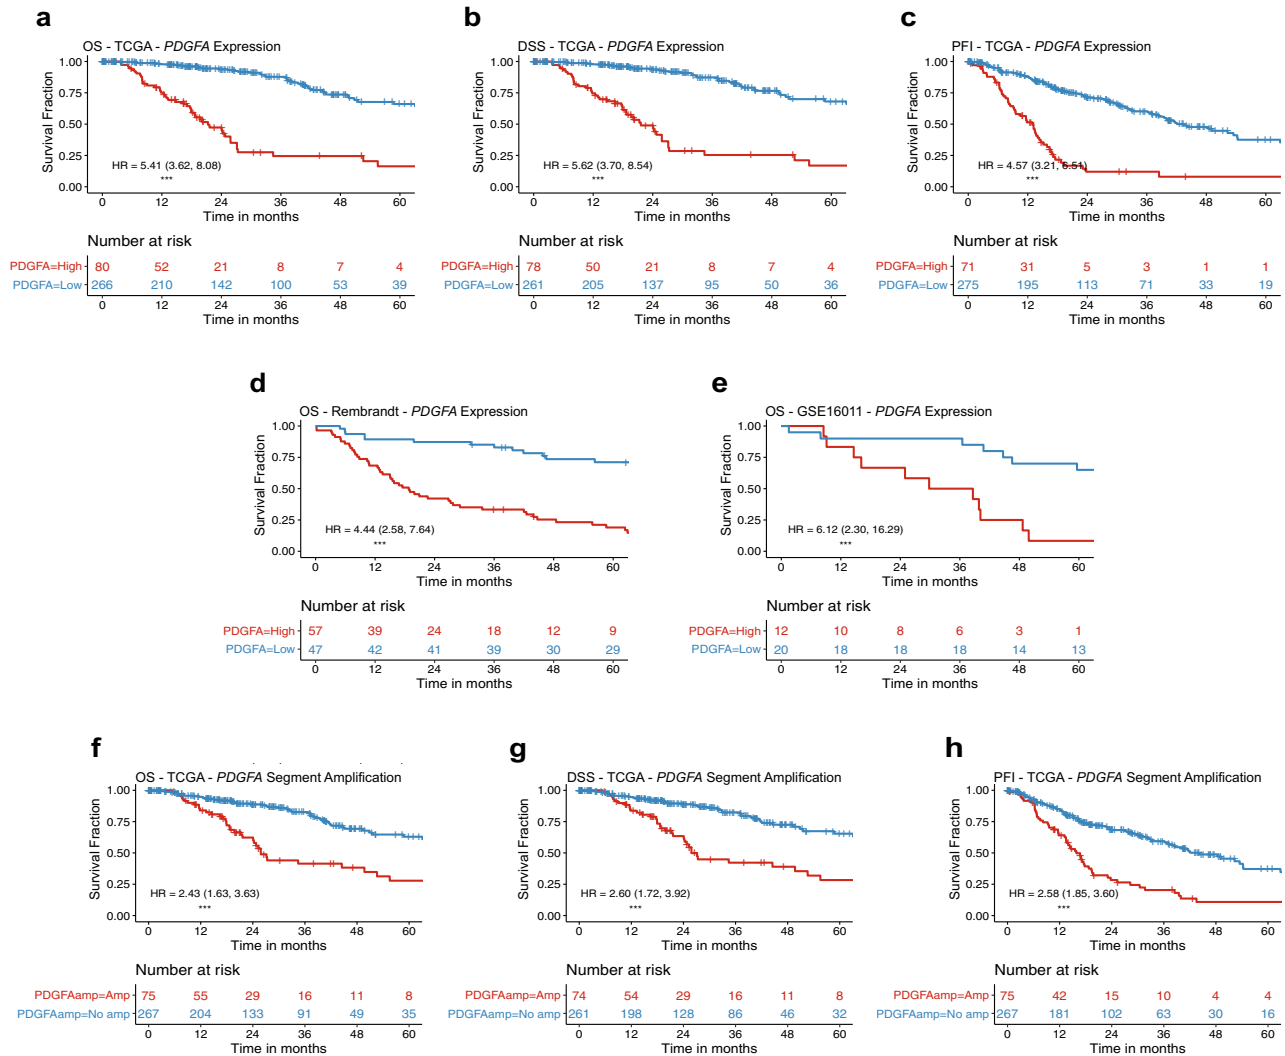 a
OS - TCGA - PDGFA Expression
Survival Fraction
1.00
0.75
0.50
0.25
0.00
HR = 5.41 (3.62, 8.08)
***
0 12 24 36 48 60
Time in months
Number at risk
PDGFA=High 80 52 21 8 7 4
PDGFA=Low 266 210 142 100 53 39
0 12 24 36 48 60
Time in months
b
DSS - TCGA - PDGFA Expression
Survival Fraction
1.00
0.75
0.50
0.25
0.00
HR = 5.62 (3.70, 8.54)
***
0 12 24 36 48 60
Time in months
Number at risk
PDGFA=High 78 50 21 8 7 4
PDGFA=Low 261 205 137 95 50 36
0 12 24 36 48 60
Time in months
c
PFI - TCGA - PDGFA Expression
Survival Fraction
1.00
0.75
0.50
0.25
0.00
HR = 4.57 (3.21, 6.51)
***
0 12 24 36 48 60
Time in months
Number at risk
PDGFA=High 71 31 5 3 1 1
PDGFA=Low 275 195 113 71 33 19
0 12 24 36 48 60
Time in months
d
OS - Rembrandt - PDGFA Expression
Survival Fraction
1.00
0.75
0.50
0.25
0.00
HR = 4.44 (2.58, 7.64)
***
0 12 24 36 48 60
Time in months
Number at risk
PDGFA=High 57 39 24 18 12 9
PDGFA=Low 47 42 41 39 30 29
0 12 24 36 48 60
Time in months
e
OS - GSE16011 - PDGFA Expression
Survival Fraction
1.00
0.75
0.50
0.25
0.00
HR = 6.12 (2.30, 16.29)
***
0 12 24 36 48 60
Time in months
Number at risk
PDGFA=High 12 10 8 6 3 1
PDGFA=Low 20 18 18 18 14 13
0 12 24 36 48 60
Time in months
f
OS - TCGA - PDGFA Segment Amplification
Survival Fraction
1.00
0.75
0.50
0.25
0.00
HR = 2.43 (1.63, 3.63)
***
0 12 24 36 48 60
Time in months
Number at risk
PDGFAamp=Amp 75 55 29 16 11 8
PDGFAamp=No amp 267 204 133 91 49 35
0 12 24 36 48 60
Time in months
g
DSS - TCGA - PDGFA Segment Amplification
Survival Fraction
1.00
0.75
0.50
0.25
0.00
HR = 2.60 (1.72, 3.92)
***
0 12 24 36 48 60
Time in months
Number at risk
PDGFAamp=Amp 74 54 29 16 11 8
PDGFAamp=No amp 261 198 128 86 46 32
0 12 24 36 48 60
Time in months
h
PFI - TCGA - PDGFA Segment Amplification
Survival Fraction
1.00
0.75
0.50
0.25
0.00
HR = 2.58 (1.85, 3.60)
***
0 12 24 36 48 60
Time in months
Number at risk
PDGFAamp=Amp 75 42 15 10 4 4
PDGFAamp=No amp 267 181 102 63 30 16
0 12 24 36 48 60
Time in months